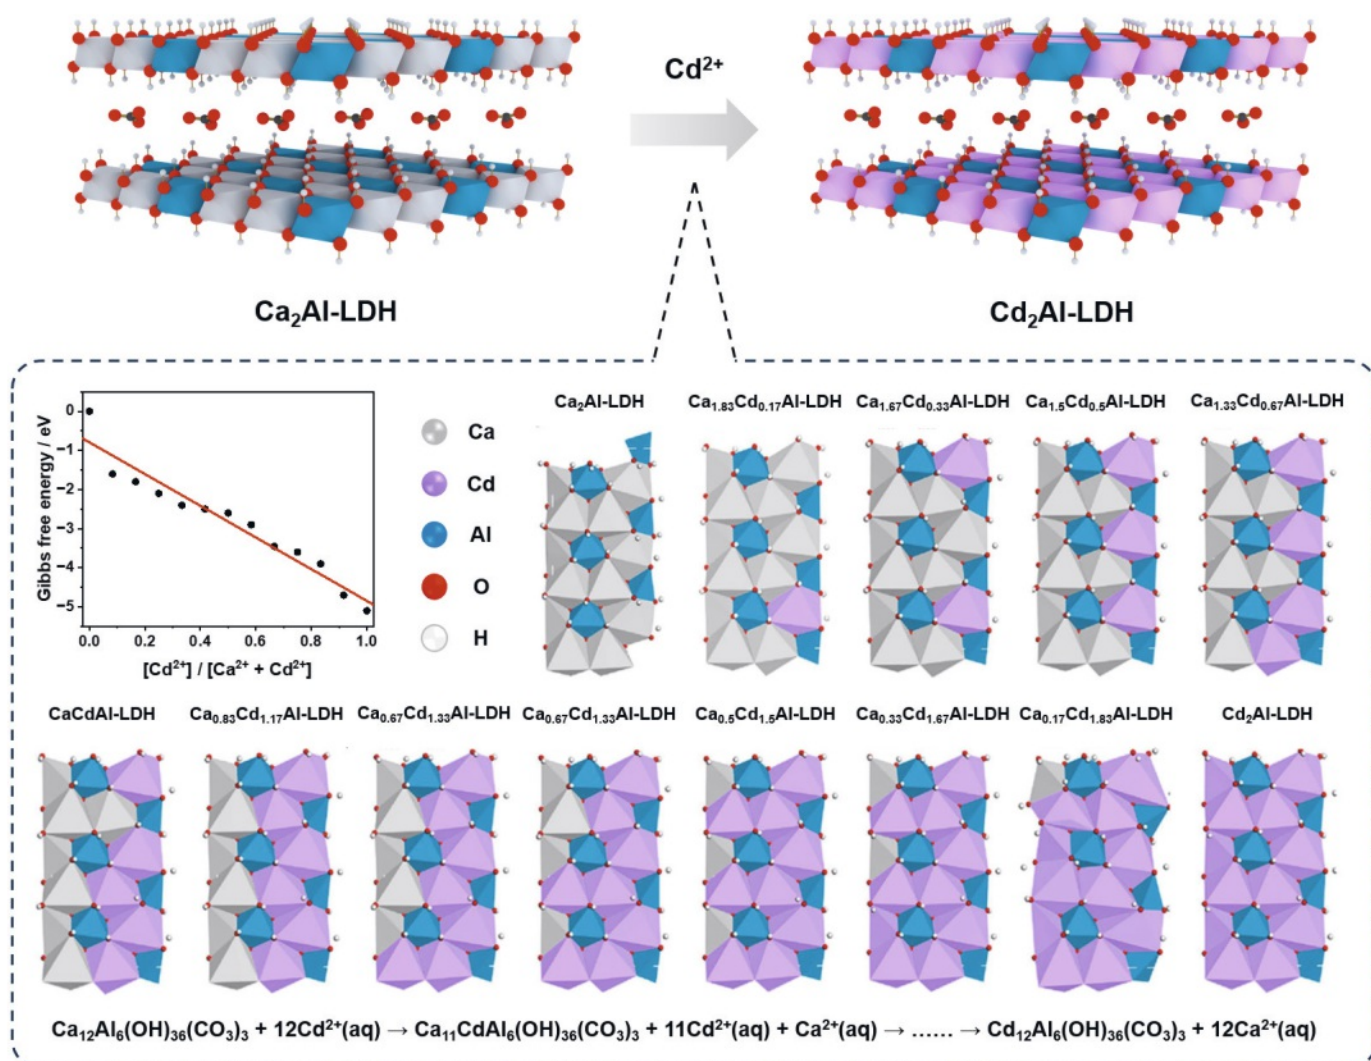 Cd²⁺
Ca₂Al-LDH
Cd₂Al-LDH
Gibbs free energy / eV
0
−1
−2
−3
−4
−5
0.0 0.2 0.4 0.6 0.8 1.0
[Cd²⁺] / [Ca²⁺ + Cd²⁺]
Ca
Cd
Al
O
H
Ca₂Al-LDH Ca₁.₈₃Cd₀.₁₇Al-LDH Ca₁.₆₇Cd₀.₃₃Al-LDH Ca₁.₅Cd₀.₅Al-LDH Ca₁.₃₃Cd₀.₆₇Al-LDH
CaCdAl-LDH Ca₀.₈₃Cd₁.₁₇Al-LDH Ca₀.₆₇Cd₁.₃₃Al-LDH Ca₀.₆₇Cd₁.₃₃Al-LDH Ca₀.₅Cd₁.₅Al-LDH Ca₀.₃₃Cd₁.₆₇Al-LDH Ca₀.₁₇Cd₁.₈₃Al-LDH Cd₂Al-LDH
Ca₁₂Al₆(OH)₃₆(CO₃)₃ + 12Cd²⁺(aq) → Ca₁₁CdAl₆(OH)₃₆(CO₃)₃ + 11Cd²⁺(aq) + Ca²⁺(aq) → …… → Cd₁₂Al₆(OH)₃₆(CO₃)₃ + 12Ca²⁺(aq)